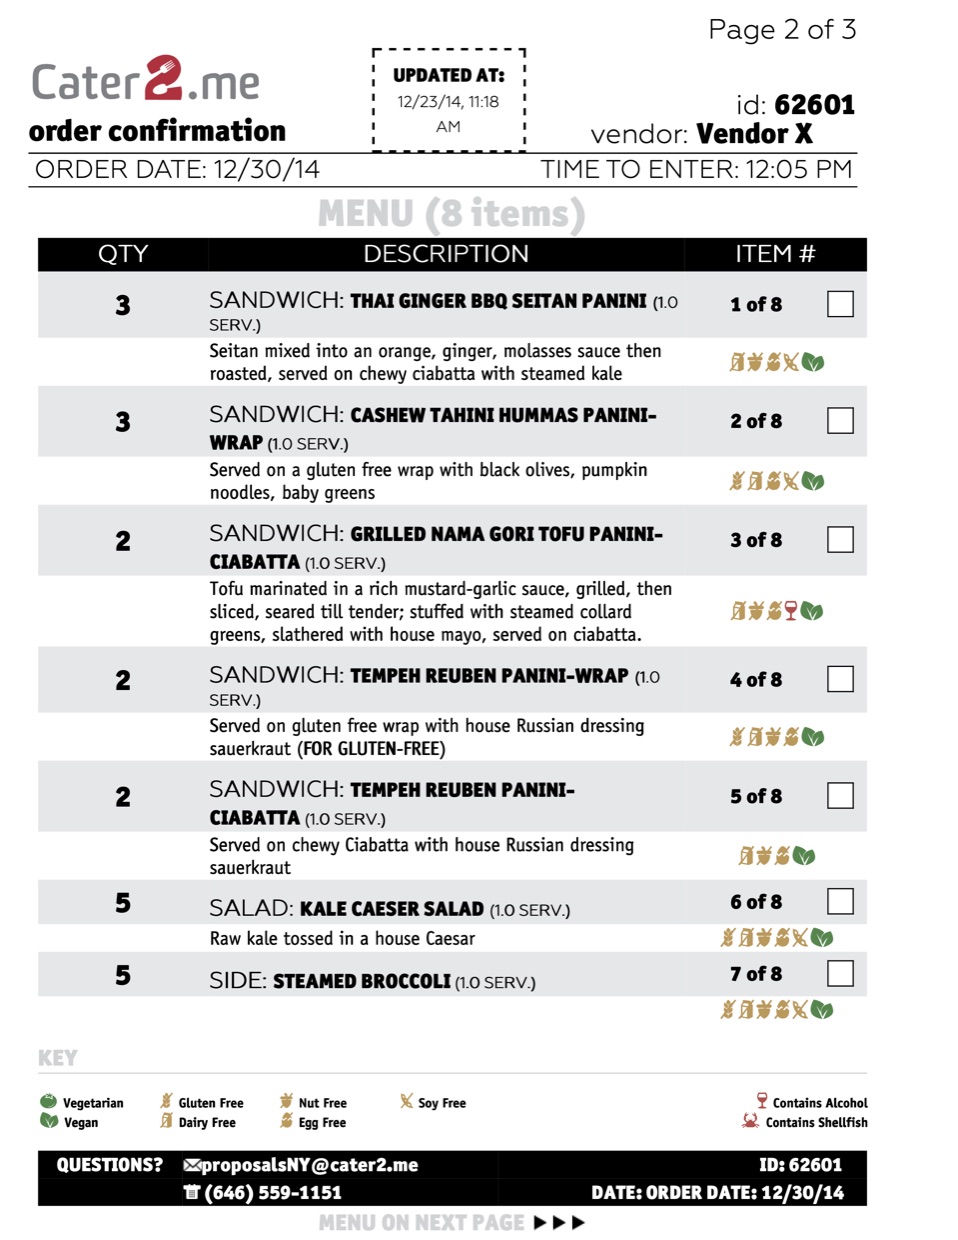 Page 2 of 3
Cater2.me
UPDATED AT:
12/23/14, 11:18
AM
id: 62601
order confirmation
vendor: Vendor X
ORDER DATE: 12/30/14
TIME TO ENTER: 12:05 PM
MENU (8 items)
QTY DESCRIPTION ITEM #
3 SANDWICH: THAI GINGER BBQ SEITAN PANINI (1.0 1 of 8
SERV.)
Seitan mixed into an orange, ginger, molasses sauce then
roasted, served on chewy ciabatta with steamed kale
3 SANDWICH: CASHEW TAHINI HUMMAS PANINI- 2 of 8
WRAP (1.0 SERV.)
Served on a gluten free wrap with black olives, pumpkin
noodles, baby greens
2 SANDWICH: GRILLED NAMA GORI TOFU PANINI- 3 of 8
CIABATTA (1.0 SERV.)
Tofu marinated in a rich mustard-garlic sauce, grilled, then
sliced, seared till tender; stuffed with steamed collard
greens, slathered with house mayo, served on ciabatta.
2 SANDWICH: TEMPEH REUBEN PANINI-WRAP (1.0 4 of 8
SERV.)
Served on gluten free wrap with house Russian dressing
sauerkraut (FOR GLUTEN-FREE)
2 SANDWICH: TEMPEH REUBEN PANINI- 5 of 8
CIABATTA (1.0 SERV.)
Served on chewy Ciabatta with house Russian dressing
sauerkraut
5 SALAD: KALE CAESER SALAD (1.0 SERV.) 6 of 8
Raw kale tossed in a house Caesar
5 SIDE: STEAMED BROCCOLI (1.0 SERV.) 7 of 8
KEY
Vegetarian Gluten Free Nut Free Soy Free Contains Alcohol
Vegan Dairy Free Egg Free Contains Shellfish
QUESTIONS? proposalsNY@cater2.me ID: 62601
(646) 559-1151 DATE: ORDER DATE: 12/30/14
MENU ON NEXT PAGE ▶▶▶